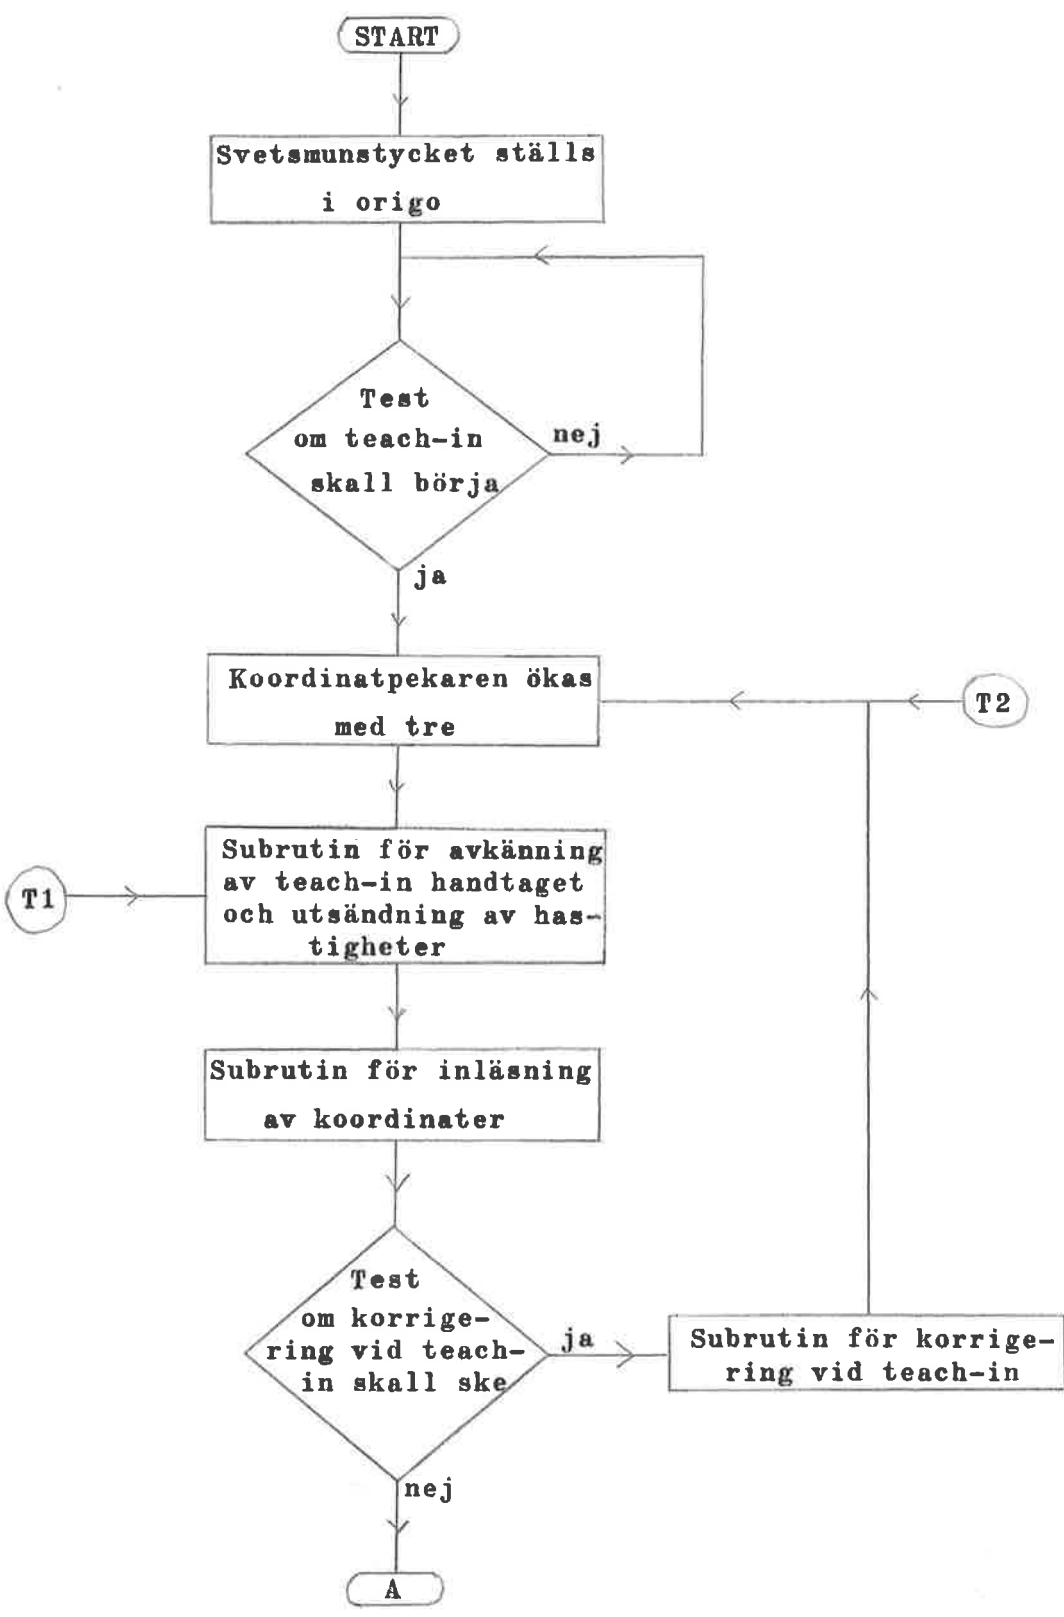 START
Svetsmunstycket ställs
i origo
Test
om teach-in
skall börja
nej
ja
Koordinatpekaren ökas
med tre
T2
Subrutin för avkänning
av teach-in handtaget
och utsändning av has-
tigheter
T1
Subrutin för inläsning
av koordinater
Test
om korrige-
ring vid teach-
in skall ske
ja
Subrutin för korrige-
ring vid teach-in
nej
A